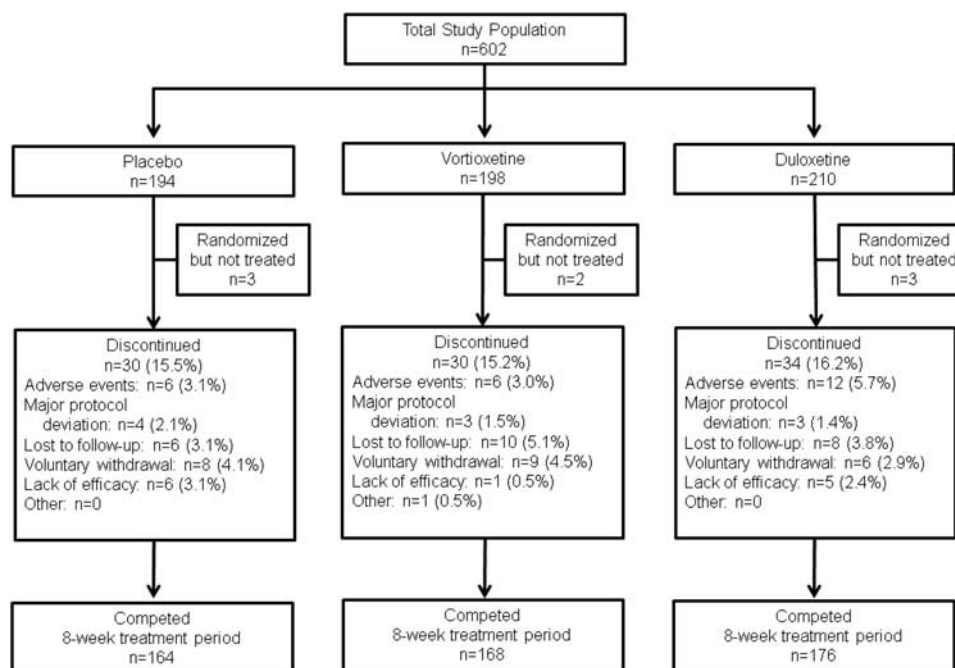 Total Study Population
n=602
Placebo
n=194
Vortioxetine
n=198
Duloxetine
n=210
Randomized
but not treated
n=3
Randomized
but not treated
n=2
Randomized
but not treated
n=3
Discontinued
n=30 (15.5%)
Adverse events: n=6 (3.1%)
Major protocol
deviation: n=4 (2.1%)
Lost to follow-up: n=6 (3.1%)
Voluntary withdrawal: n=8 (4.1%)
Lack of efficacy: n=6 (3.1%)
Other: n=0
Discontinued
n=30 (15.2%)
Adverse events: n=6 (3.0%)
Major protocol
deviation: n=3 (1.5%)
Lost to follow-up: n=10 (5.1%)
Voluntary withdrawal: n=9 (4.5%)
Lack of efficacy: n=1 (0.5%)
Other: n=1 (0.5%)
Discontinued
n=34 (16.2%)
Adverse events: n=12 (5.7%)
Major protocol
deviation: n=3 (1.4%)
Lost to follow-up: n=8 (3.8%)
Voluntary withdrawal: n=6 (2.9%)
Lack of efficacy: n=5 (2.4%)
Other: n=0
Competed
8-week treatment period
n=164
Competed
8-week treatment period
n=168
Competed
8-week treatment period
n=176